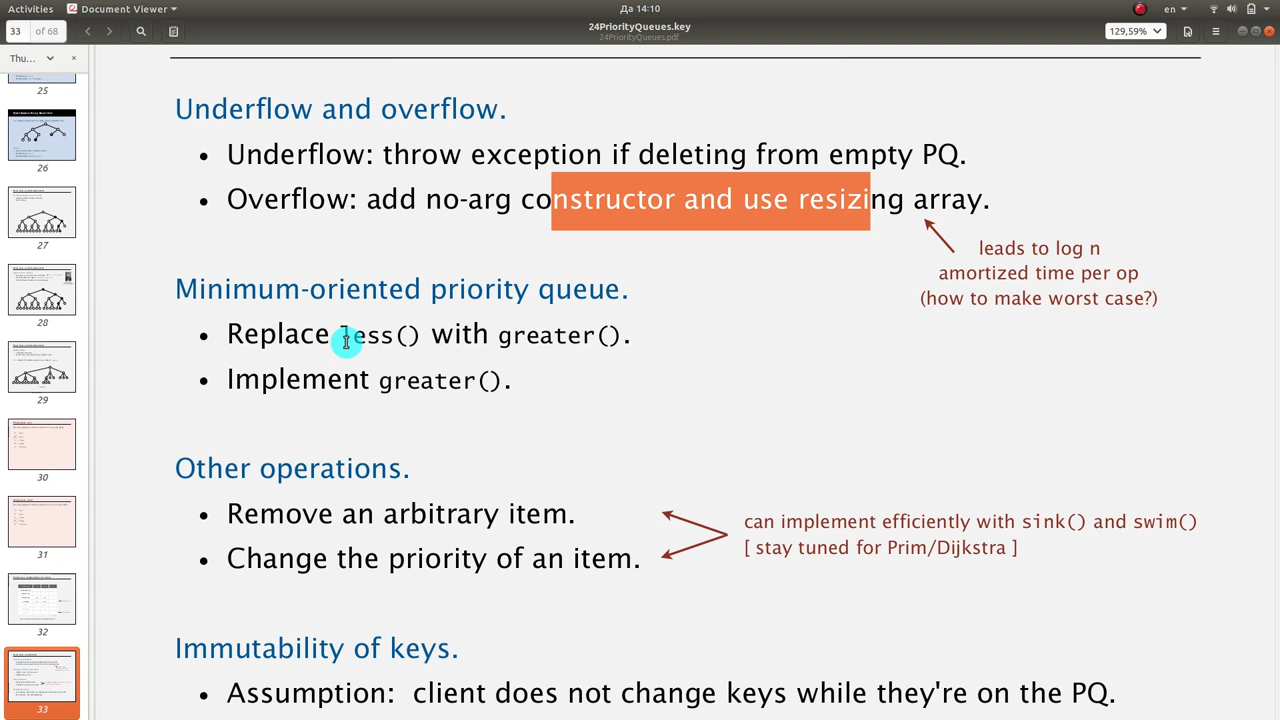 Activities Document Viewer Да 14:10 en
33 of 68 24PriorityQueues.key 129,59%
24PriorityQueues.pdf
Thu...
25
26
27
28
29
30
31
32
33
Underflow and overflow.
• Underflow: throw exception if deleting from empty PQ.
• Overflow: add no-arg constructor and use resizing array.
leads to log n
amortized time per op
(how to make worst case?)
Minimum-oriented priority queue.
• Replace less() with greater().
• Implement greater().
Other operations.
• Remove an arbitrary item.
• Change the priority of an item.
can implement efficiently with sink() and swim()
[ stay tuned for Prim/Dijkstra ]
Immutability of keys.
• Assumption: client does not change keys while they're on the PQ.